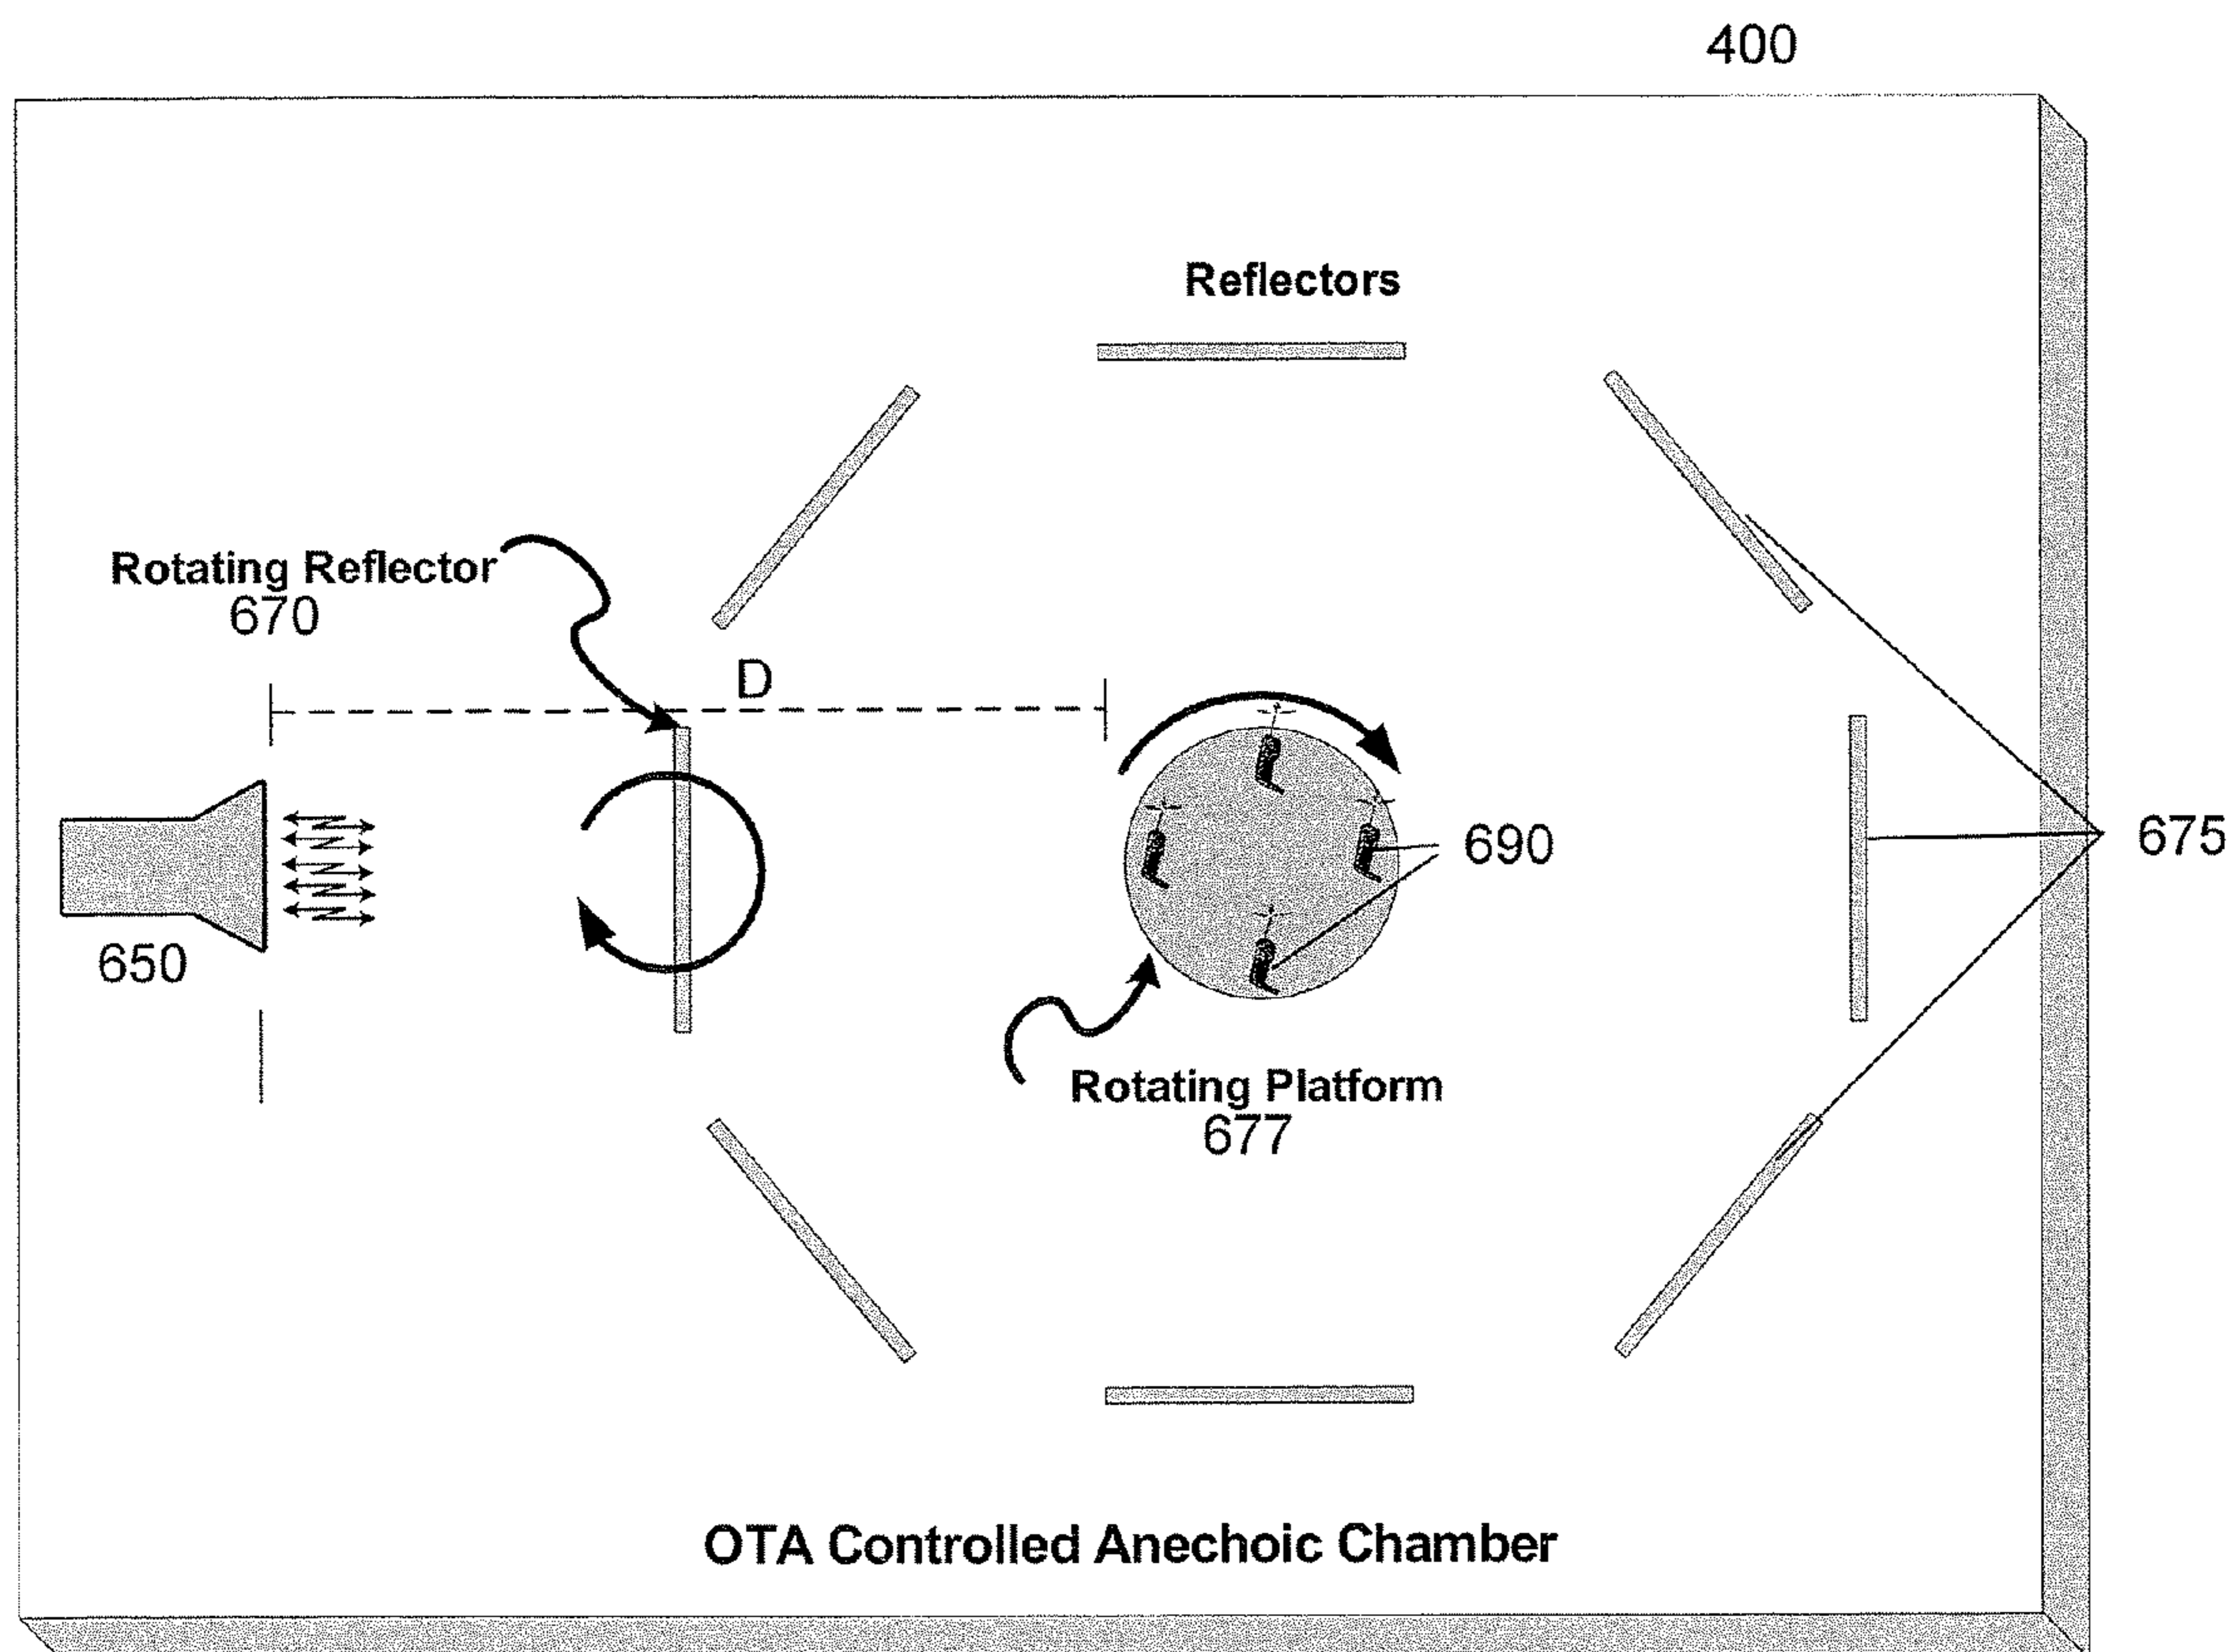 400
Reflectors
Rotating Reflector
670
D
650
690
675
Rotating Platform
677
OTA Controlled Anechoic Chamber